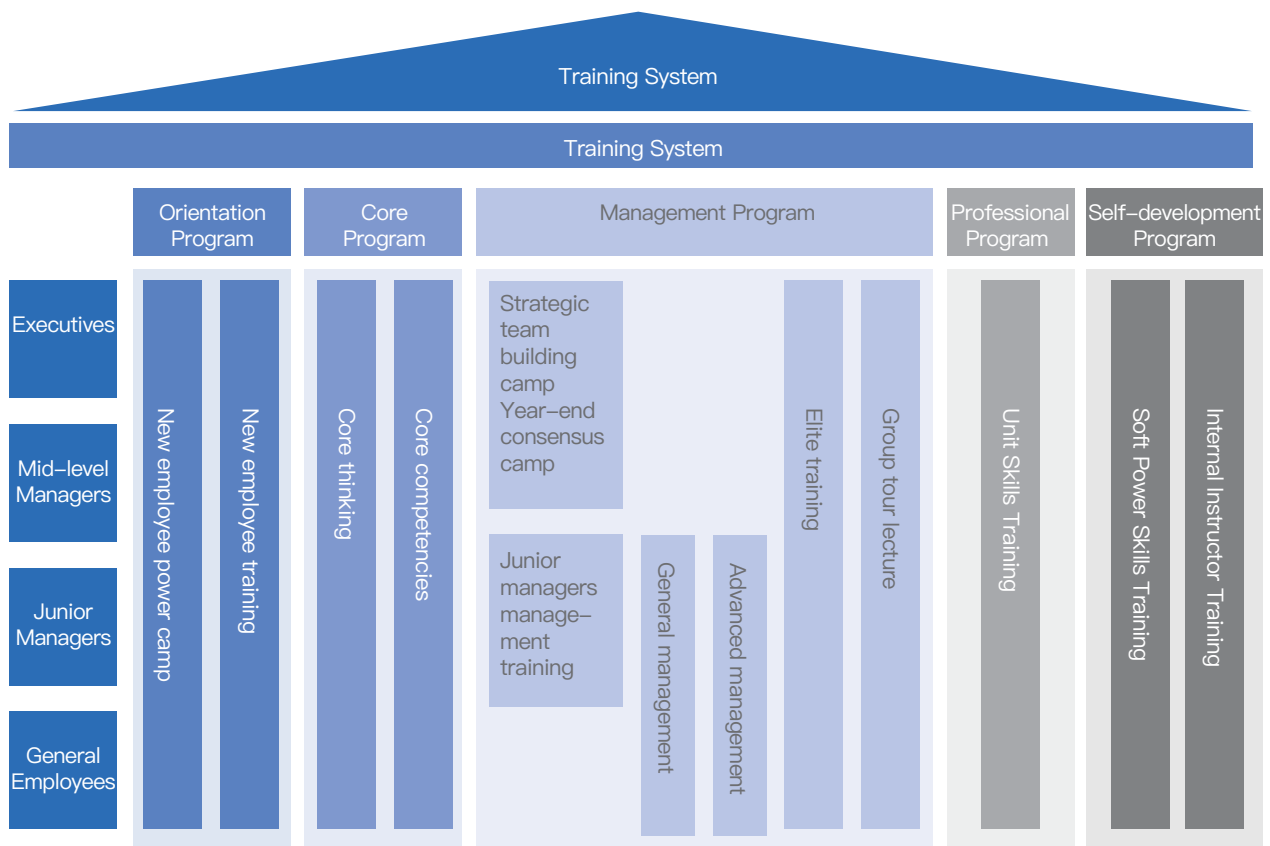 Training System
Training System
Orientation
Program
Core
Program
Management Program
Professional
Program
Self-development
Program
Executives
Mid-level
Managers
Junior
Managers
General
Employees
New employee power camp
New employee training
Core thinking
Core competencies
Strategic
team
building
camp
Year-end
consensus
camp
Junior
managers
manage-
ment
training
General management
Advanced management
Elite training
Group tour lecture
Unit Skills Training
Soft Power Skills Training
Internal Instructor Training